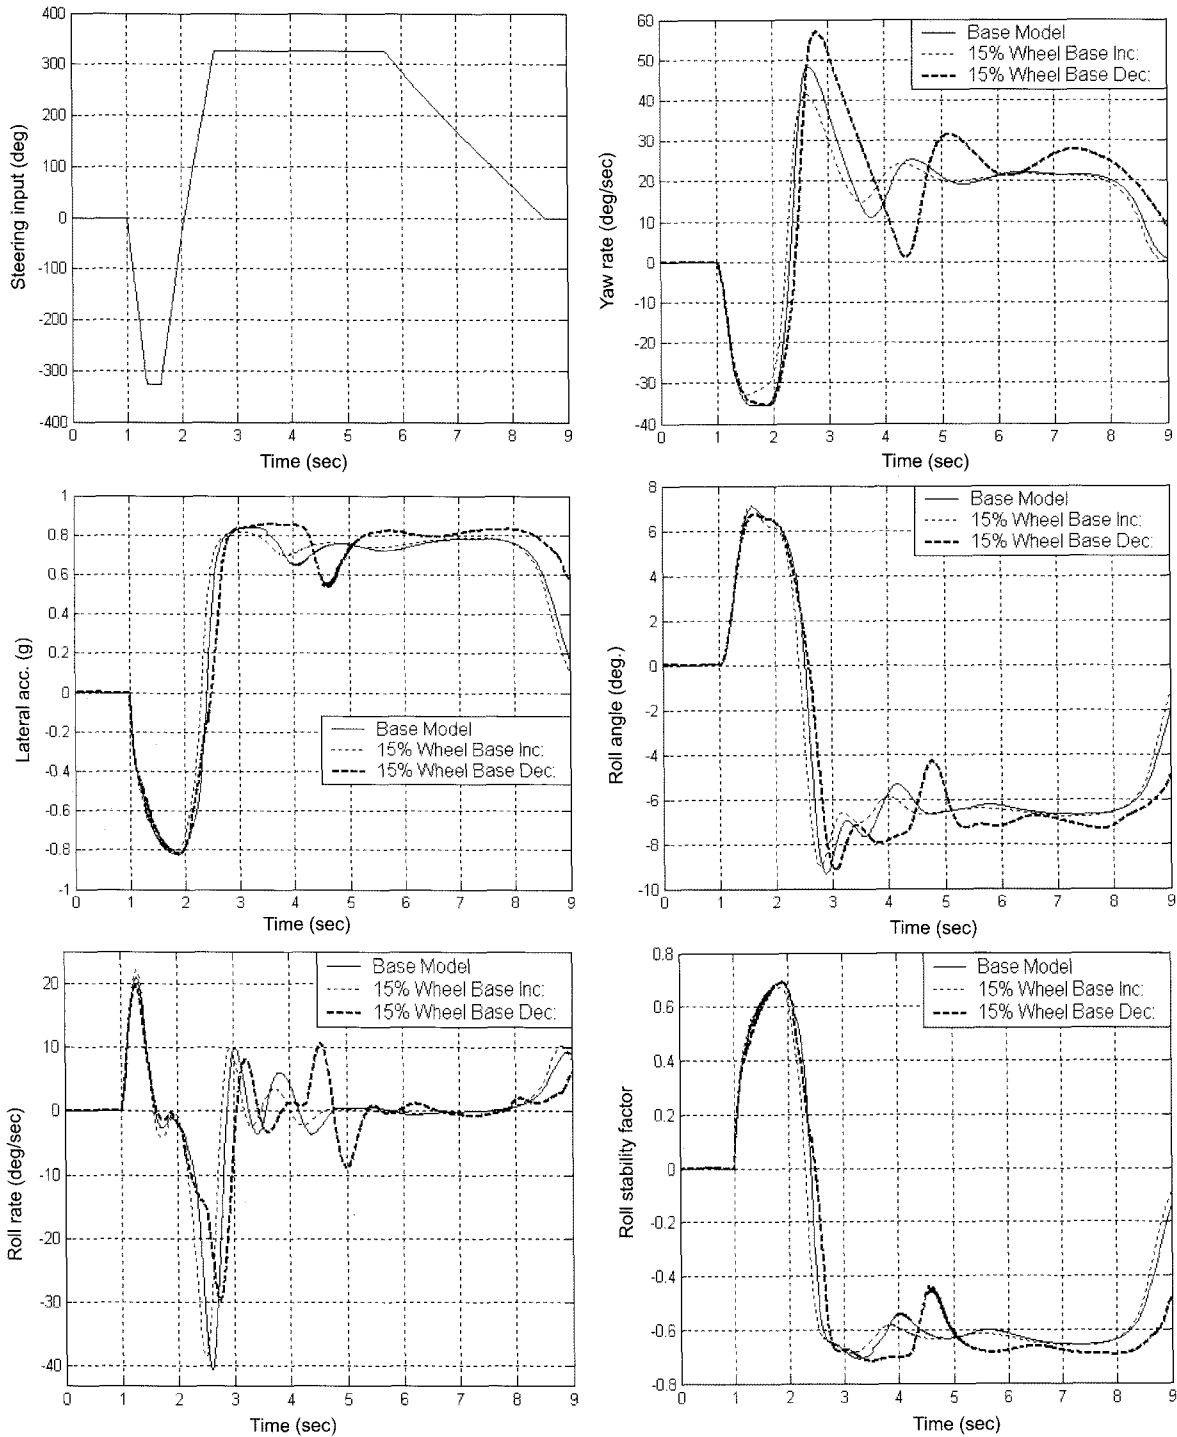 400
300
200
100
0
-100
-200
-300
-400
0 1 2 3 4 5 6 7 8 9
Steering input (deg)
Time (sec)
60
50
40
30
20
10
0
-10
-20
-30
-40
0 1 2 3 4 5 6 7 8 9
Yaw rate (deg/sec)
Time (sec)
Base Model
15% Wheel Base Inc:
15% Wheel Base Dec:
1
0.8
0.6
0.4
0.2
0
-0.2
-0.4
-0.6
-0.8
-1
0 1 2 3 4 5 6 7 8 9
Lateral acc. (g)
Time (sec)
Base Model
15% Wheel Base Inc:
15% Wheel Base Dec:
8
6
4
2
0
-2
-4
-6
-8
-10
0 1 2 3 4 5 6 7 8 9
Roll angle (deg.)
Time (sec)
Base Model
15% Wheel Base Inc:
15% Wheel Base Dec:
20
10
0
-10
-20
-30
-40
0 1 2 3 4 5 6 7 8 9
Roll rate (deg/sec)
Time (sec)
Base Model
15% Wheel Base Inc:
15% Wheel Base Dec:
0.8
0.6
0.4
0.2
0
-0.2
-0.4
-0.6
-0.8
0 1 2 3 4 5 6 7 8 9
Roll stability factor
Time (sec)
Base Model
15% Wheel Base Inc:
15% Wheel Base Dec: